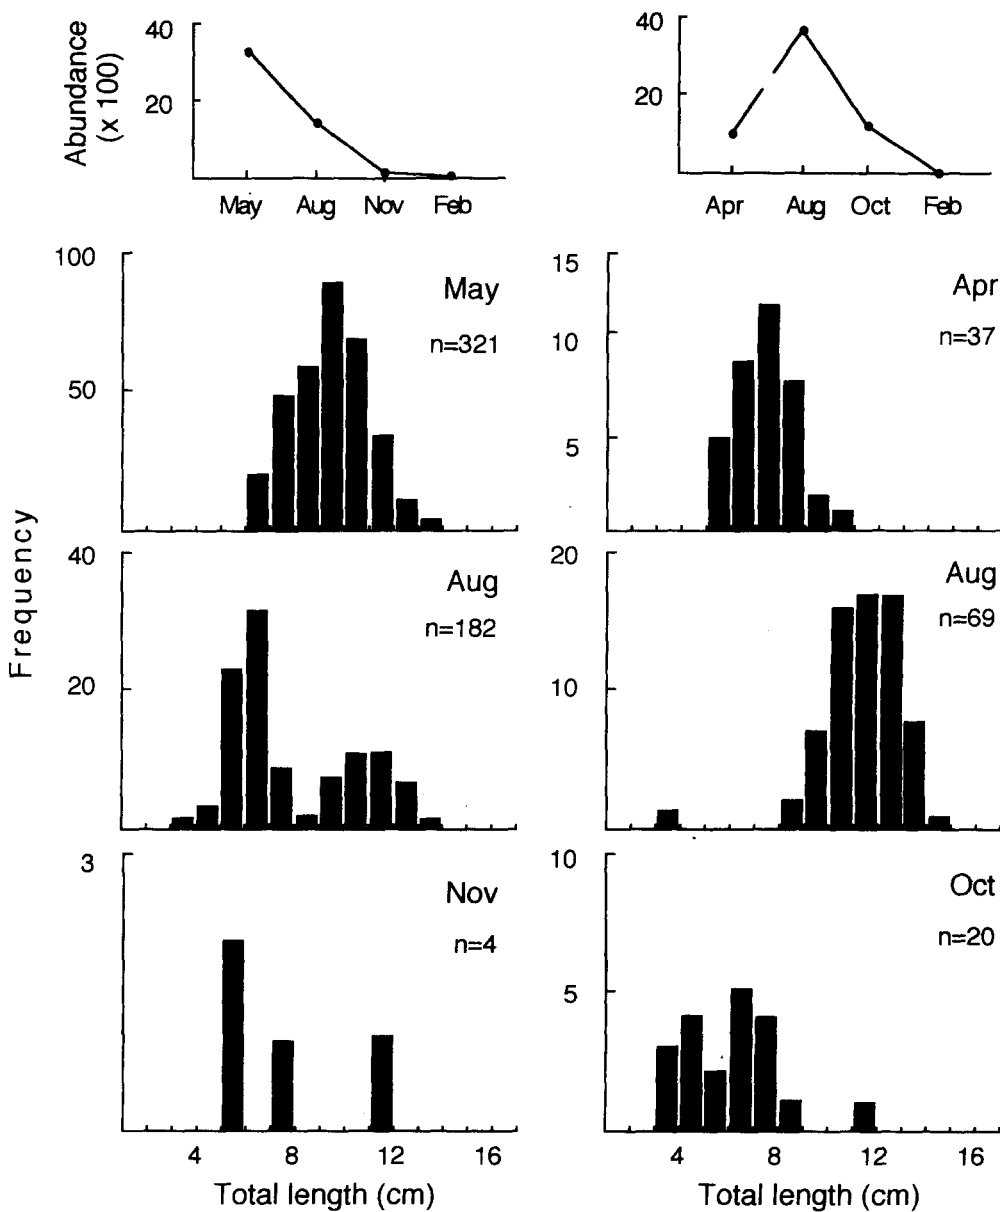 Abundance
(x 100)
40
20
May Aug Nov Feb
40
20
Apr Aug Oct Feb
Frequency
100
50
May
n=321
15
10
5
Apr
n=37
40
20
Aug
n=182
20
10
Aug
n=69
3
Nov
n=4
4 8 12 16
Total length (cm)
10
5
Oct
n=20
4 8 12 16
Total length (cm)